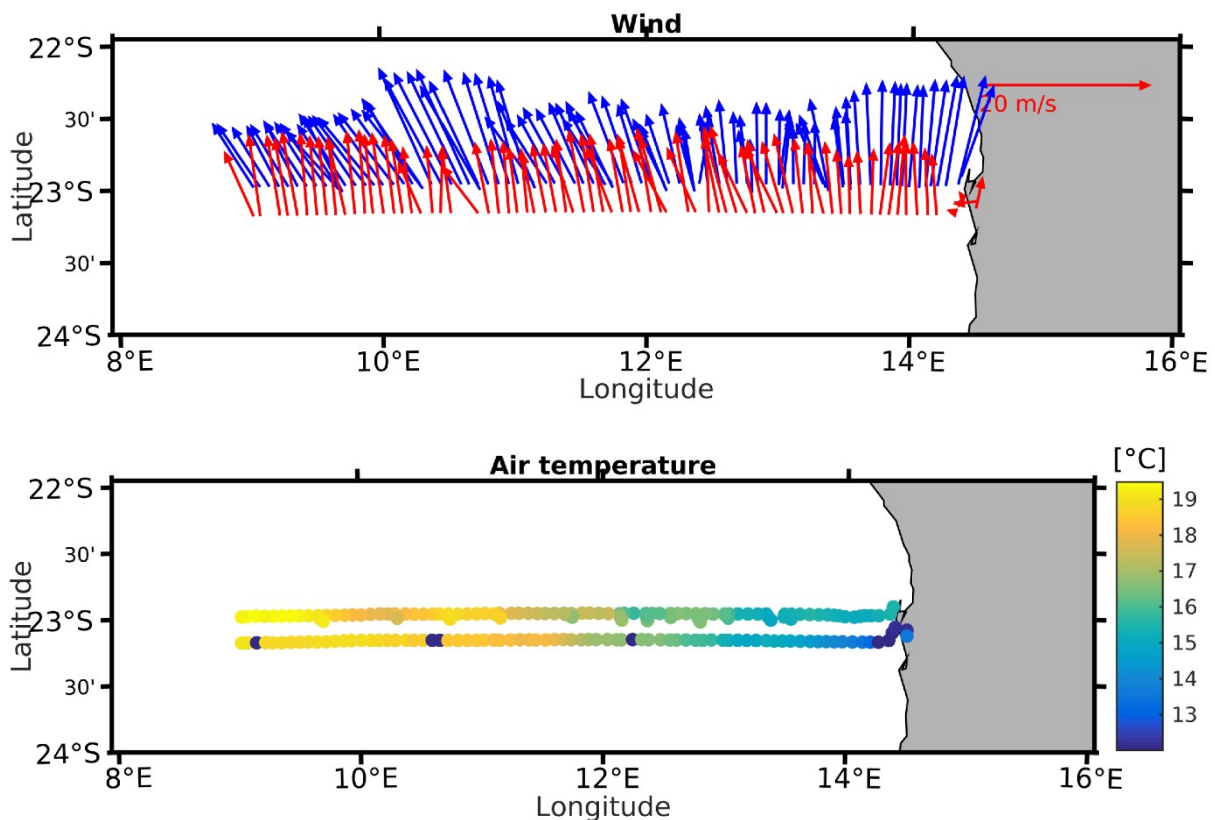 Wind
22°S
30'
23°S
30'
24°S
Latitude
20 m/s
8°E
10°E
12°E
14°E
16°E
Longitude
Air temperature
[°C]
22°S
30'
23°S
30'
24°S
Latitude
19
18
17
16
15
14
13
8°E
10°E
12°E
14°E
16°E
Longitude